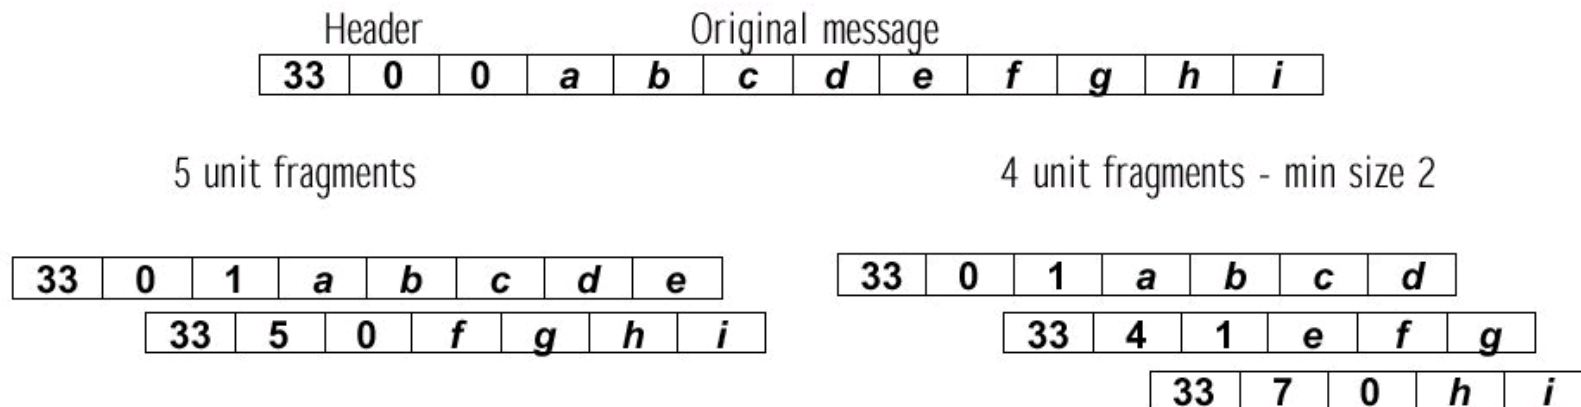 Header Original message
33 0 0 a b c d e f g h i
5 unit fragments 4 unit fragments - min size 2
33 0 1 a b c d e
33 5 0 f g h i
33 0 1 a b c d
33 4 1 e f g
33 7 0 h i